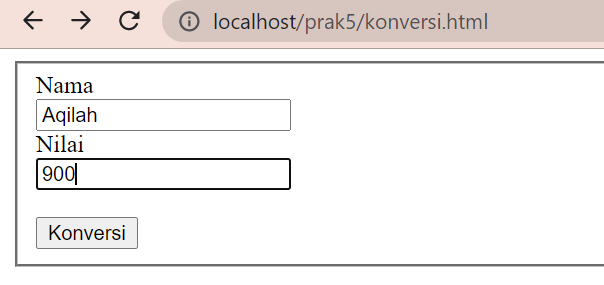 localhost/prak5/konversi.html
Nama
Aqilah
Nilai
900
Konversi